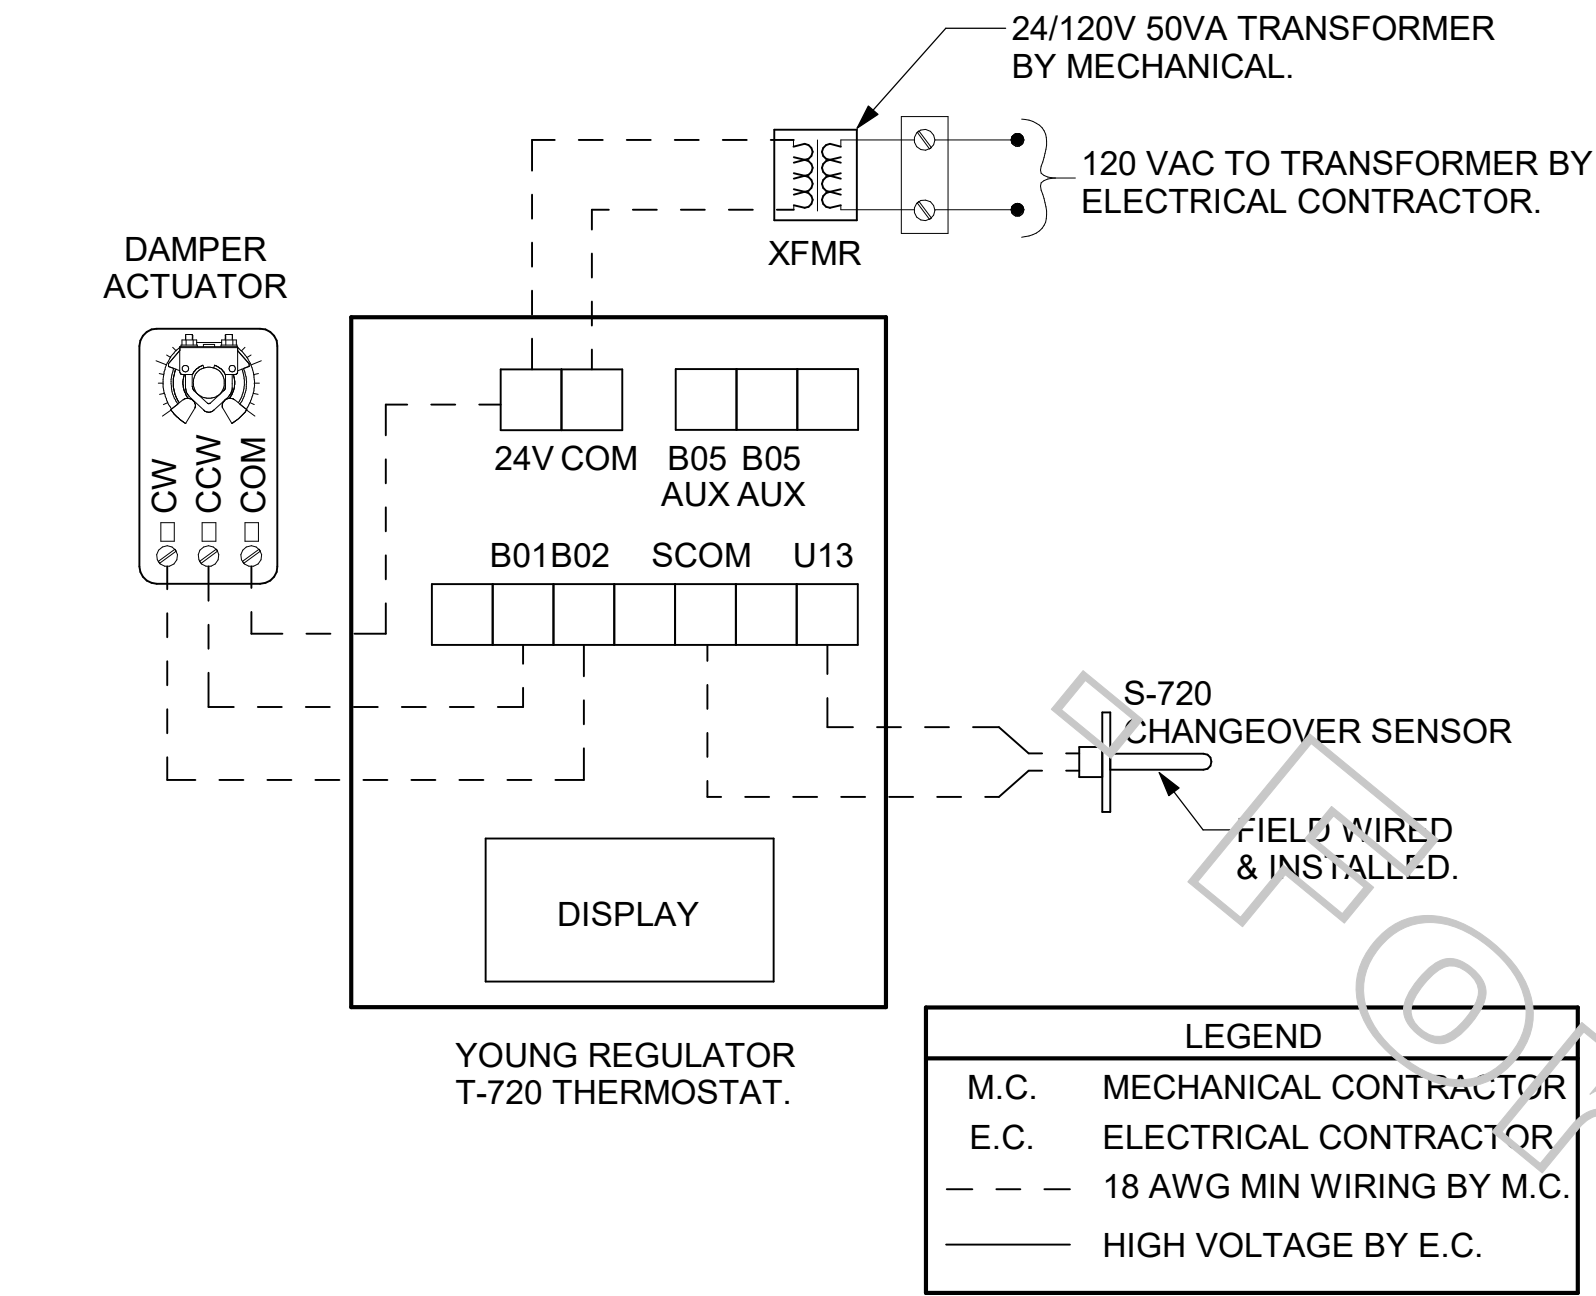 24/120V 50VA TRANSFORMER
BY MECHANICAL.
120 VAC TO TRANSFORMER BY
ELECTRICAL CONTRACTOR.
XFMR
DAMPER
ACTUATOR
CW
CCW
COM
24V COM
B05 B05
AUX AUX
B01 B02 SCOM U13
S-720
CHANGEOVER SENSOR
FIELD WIRED
& INSTALLED.
DISPLAY
YOUNG REGULATOR
T-720 THERMOSTAT.
LEGEND
M.C. MECHANICAL CONTRACTOR
E.C. ELECTRICAL CONTRACTOR
18 AWG MIN WIRING BY M.C.
HIGH VOLTAGE BY E.C.